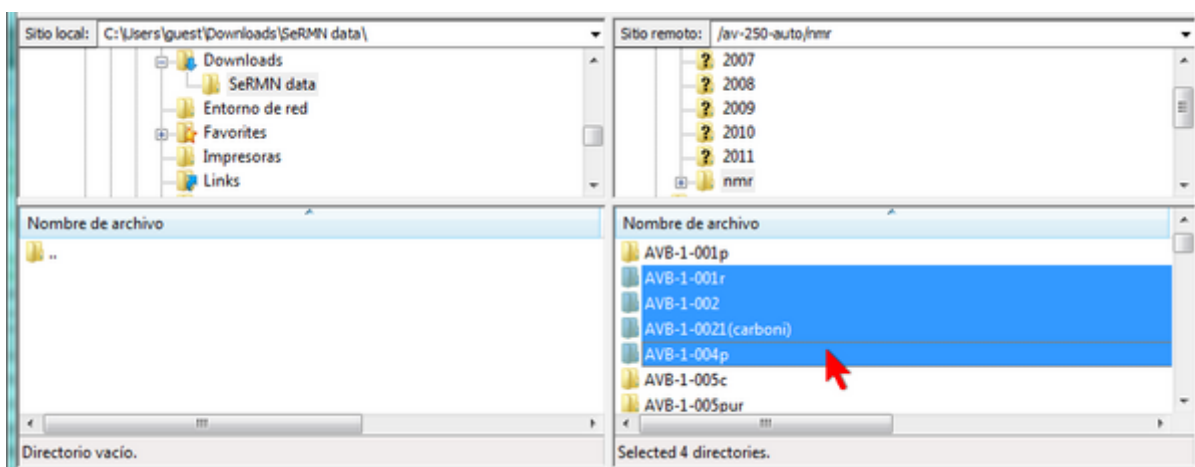 Sitio local: C:\Users\guest\Downloads\SeRMN data\
Downloads
SeRMN data
Entorno de red
Favorites
Impresoras
Links
Nombre de archivo
..
Directorio vacío.
Sitio remoto: /av-250-auto/nmr
2007
2008
2009
2010
2011
nmr
Nombre de archivo
AVB-1-001p
AVB-1-001r
AVB-1-002
AVB-1-0021(carboni)
AVB-1-004p
AVB-1-005c
AVB-1-005pur
Selected 4 directories.